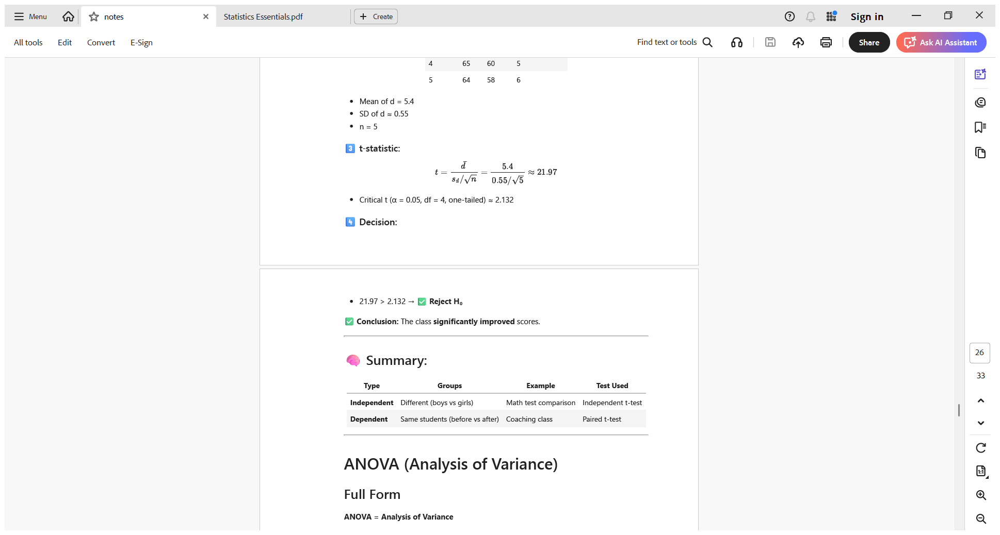 Menu
notes
Statistics Essentials.pdf
+ Create
Sign in
All tools Edit Convert E-Sign
Find text or tools
Share
Ask AI Assistant
4 65 60 5
5 64 58 6
• Mean of d = 5.4
• SD of d ≈ 0.55
• n = 5
3 t-statistic:
t = d̄ / (s_d/√n) = 5.4 / (0.55/√5) ≈ 21.97
• Critical t (α = 0.05, df = 4, one-tailed) ≈ 2.132
4 Decision:
• 21.97 > 2.132 → ✅ Reject H₀
✅ Conclusion: The class significantly improved scores.
🧠 Summary:
Type Groups Example Test Used
Independent Different (boys vs girls) Math test comparison Independent t-test
Dependent Same students (before vs after) Coaching class Paired t-test
ANOVA (Analysis of Variance)
Full Form
ANOVA = Analysis of Variance
26
33
1:1